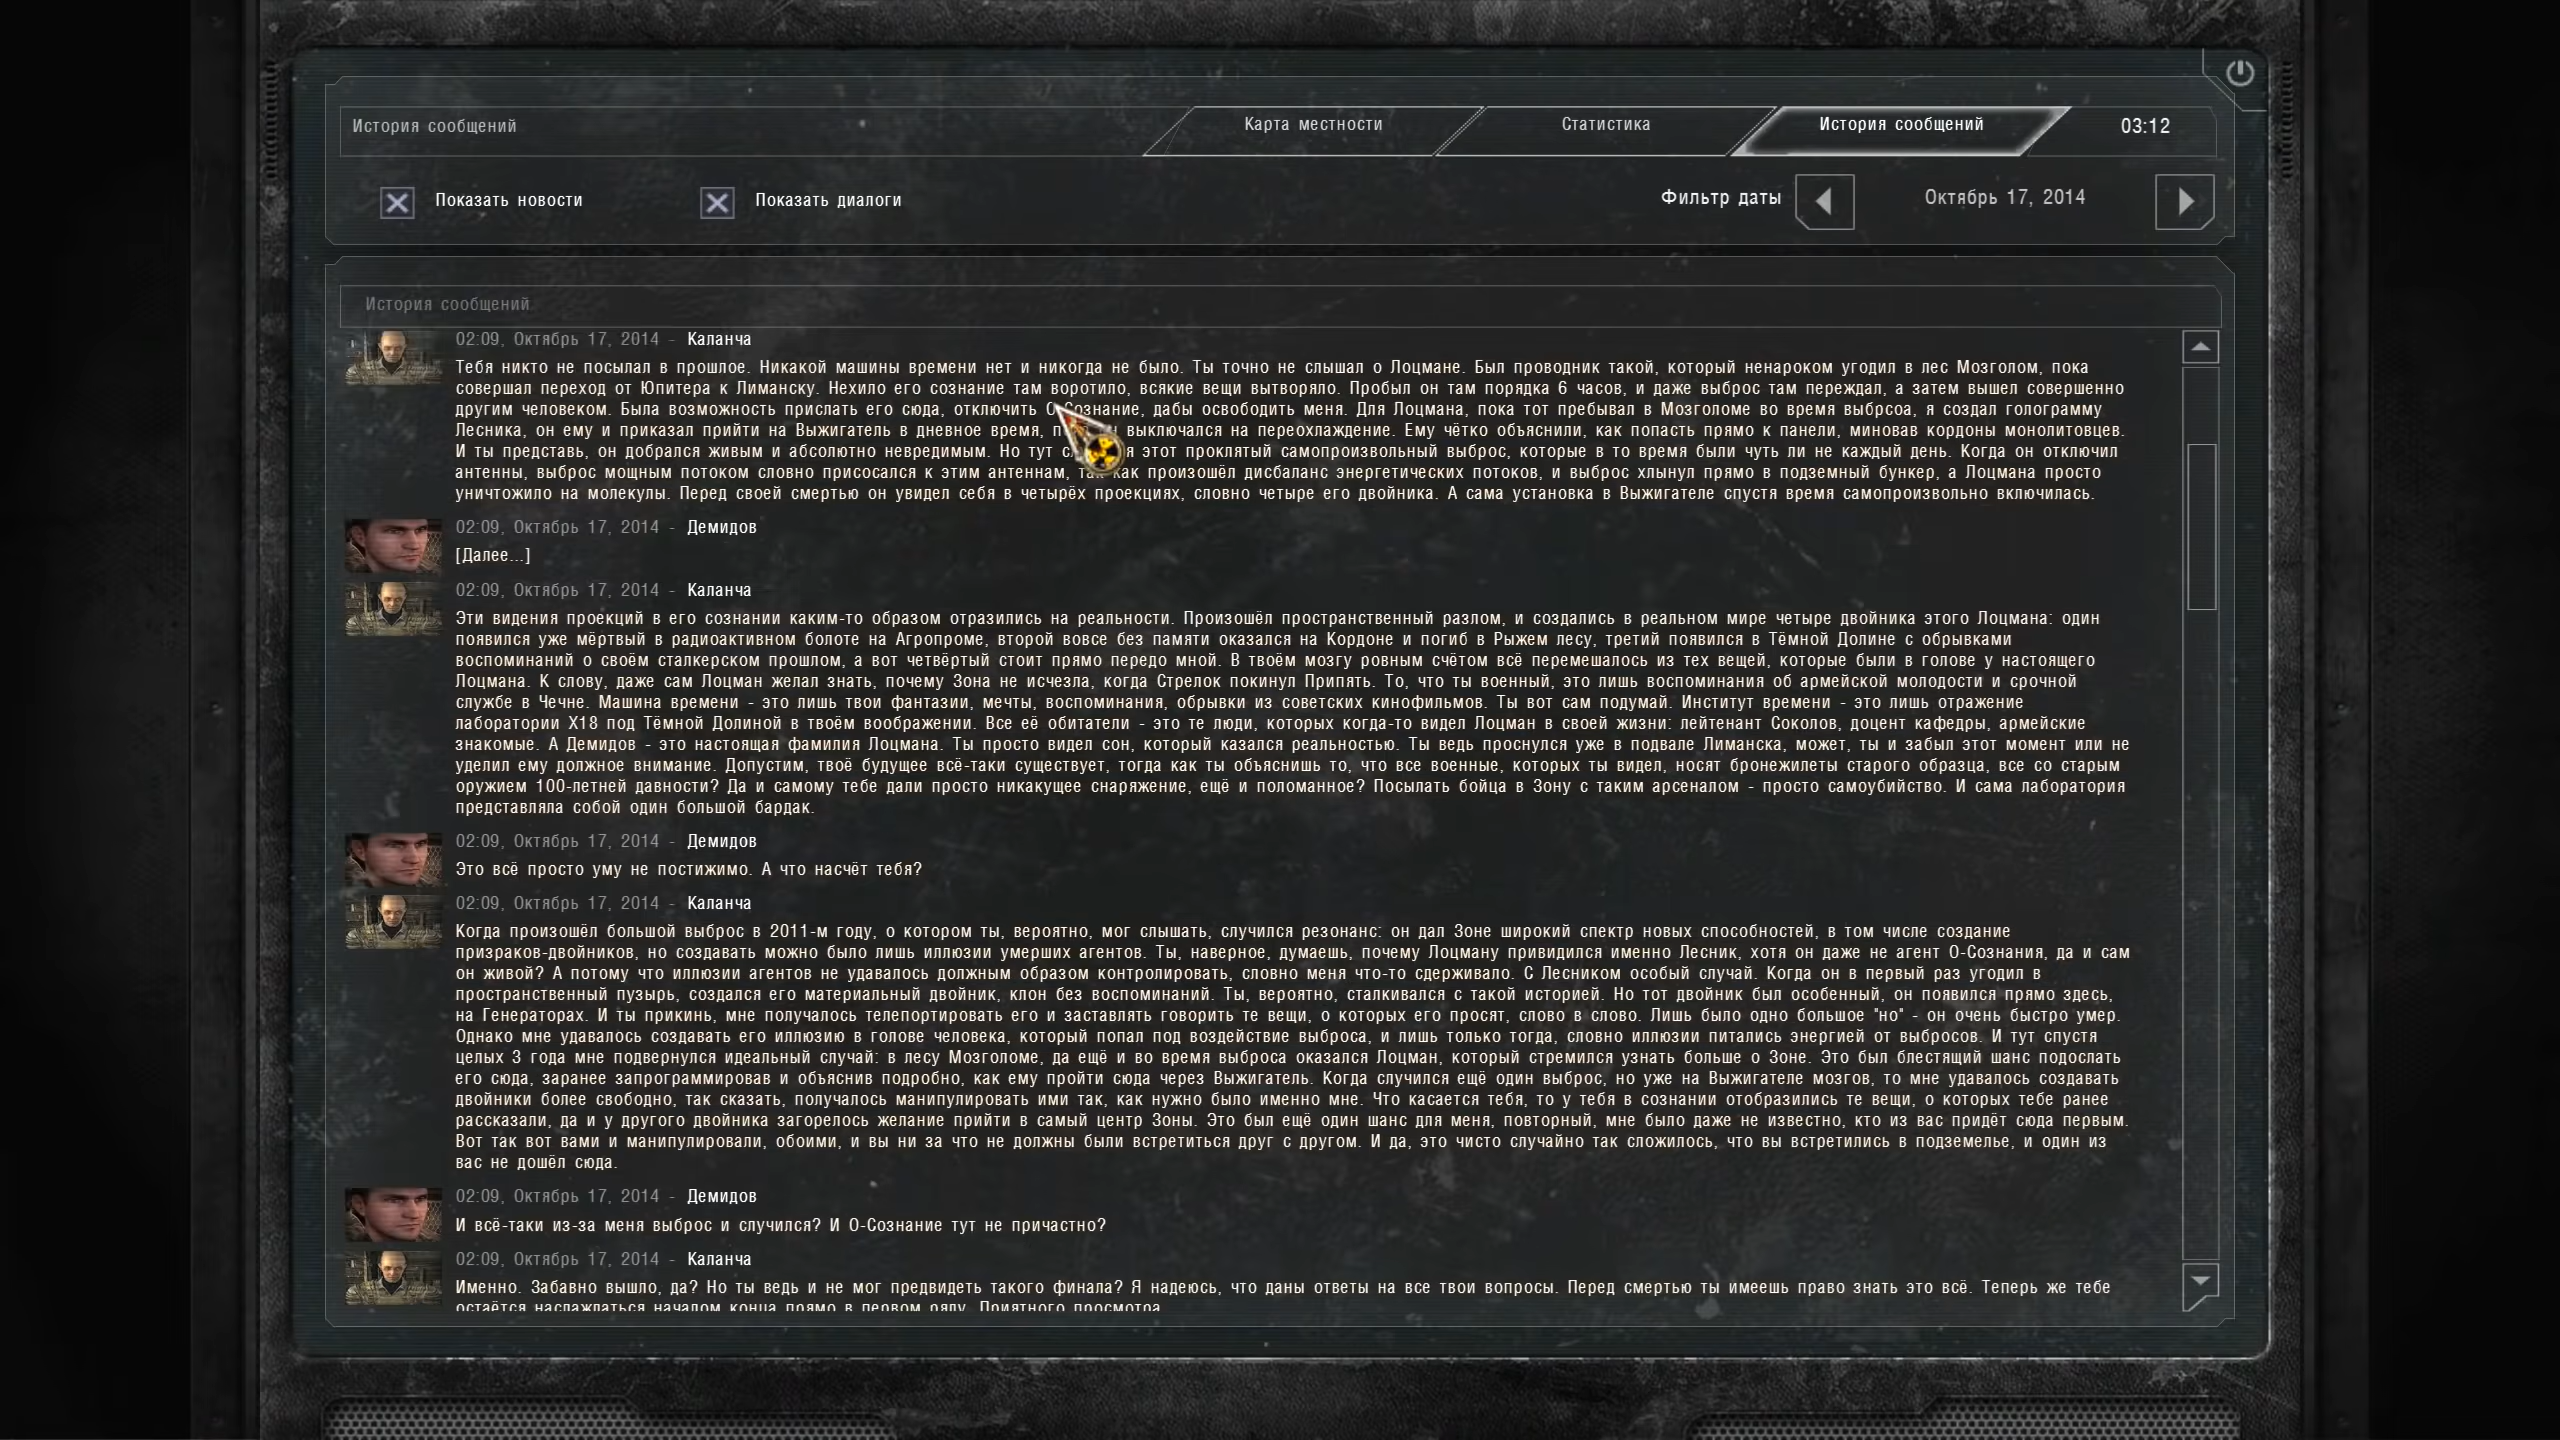 История сообщений
Карта местности
Статистика
История сообщений
03:12
Показать новости
Показать диалоги
Фильтр даты
Октябрь 17, 2014
История сообщений
02:09, Октябрь 17, 2014 - Каланча
Тебя никто не посылал в прошлое. Никакой машины времени нет и никогда не было. Ты точно не слышал о Лоцмане. Был проводник такой, который ненароком угодил в лес Мозголом, пока
совершал переход от Юпитера к Лиманску. Нехило его сознание там воротило, всякие вещи вытворяло. Пробыл он там порядка 6 часов, и даже выброс там переждал, а затем вышел совершенно
другим человеком. Была возможность прислать его сюда, отключить О-Сознание, дабы освободить меня. Для Лоцмана, пока тот пребывал в Мозголоме во время выбрсоа, я создал голограмму
Лесника, он ему и приказал прийти на Выжигатель в дневное время, выключался на переохлаждение. Ему чётко объяснили, как попасть прямо к панели, миновав кордоны монолитовцев.
И ты представь, он добрался живым и абсолютно невредимым. Но тут этот проклятый самопроизвольный выброс, которые в то время были чуть ли не каждый день. Когда он отключил
антенны, выброс мощным потоком словно присосался к этим антеннам, так как произошёл дисбаланс энергетических потоков, и выброс хлынул прямо в подземный бункер, а Лоцмана просто
уничтожило на молекулы. Перед своей смертью он увидел себя в четырёх проекциях, словно четыре его двойника. А сама установка в Выжигателе спустя время самопроизвольно включилась.
02:09, Октябрь 17, 2014 - Демидов
[Далее...]
02:09, Октябрь 17, 2014 - Каланча
Эти видения проекций в его сознании каким-то образом отразились на реальности. Произошёл пространственный разлом, и создались в реальном мире четыре двойника этого Лоцмана: один
появился уже мёртвый в радиоактивном болоте на Агропроме, второй вовсе без памяти оказался на Кордоне и погиб в Рыжем лесу, третий появился в Тёмной Долине с обрывками
воспоминаний о своём сталкерском прошлом, а вот четвёртый стоит прямо передо мной. В твоём мозгу ровным счётом всё перемешалось из тех вещей, которые были в голове у настоящего
Лоцмана. К слову, даже сам Лоцман желал знать, почему Зона не исчезла, когда Стрелок покинул Припять. То, что ты военный, это лишь воспоминания об армейской молодости и срочной
службе в Чечне. Машина времени - это лишь твои фантазии, мечты, воспоминания, обрывки из советских кинофильмов. Ты вот сам подумай. Институт времени - это лишь отражение
лаборатории Х18 под Тёмной Долиной в твоём воображении. Все её обитатели - это те люди, которых когда-то видел Лоцман в своей жизни: лейтенант Соколов, доцент кафедры, армейские
знакомые. А Демидов - это настоящая фамилия Лоцмана. Ты просто видел сон, который казался реальностью. Ты ведь проснулся уже в подвале Лиманска, может, ты и забыл этот момент или не
уделил ему должное внимание. Допустим, твоё будущее всё-таки существует, тогда как ты объяснишь то, что все военные, которых ты видел, носят бронежилеты старого образца, все со старым
оружием 100-летней давности? Да и самому тебе дали просто никакущее снаряжение, ещё и поломанное? Посылать бойца в Зону с таким арсеналом - просто самоубийство. И сама лаборатория
представляла собой один большой бардак.
02:09, Октябрь 17, 2014 - Демидов
Это всё просто уму не постижимо. А что насчёт тебя?
02:09, Октябрь 17, 2014 - Каланча
Когда произошёл большой выброс в 2011-м году, о котором ты, вероятно, мог слышать, случился резонанс: он дал Зоне широкий спектр новых способностей, в том числе создание
призраков-двойников, но создавать можно было лишь иллюзии умерших агентов. Ты, наверное, думаешь, почему Лоцману привидился именно Лесник, хотя он даже не агент О-Сознания, да и сам
он живой? А потому что иллюзии агентов не удавалось должным образом контролировать, словно меня что-то сдерживало. С Лесником особый случай. Когда он в первый раз угодил в
пространственный пузырь, создался его материальный двойник, клон без воспоминаний. Ты, вероятно, сталкивался с такой историей. Но тот двойник был особенный, он появился прямо здесь,
на Генераторах. И ты прикинь, мне получалось телепортировать его и заставлять говорить те вещи, о которых его просят, слово в слово. Лишь было одно большое "но" - он очень быстро умер.
Однако мне удавалось создавать его иллюзию в голове человека, который попал под воздействие выброса, и лишь только тогда, словно иллюзии питались энергией от выбросов. И тут спустя
целых 3 года мне подвернулся идеальный случай: в лесу Мозголоме, да ещё и во время выброса оказался Лоцман, который стремился узнать больше о Зоне. Это был блестящий шанс подослать
его сюда, заранее запрограммировав и объяснив подробно, как ему пройти сюда через Выжигатель. Когда случился ещё один выброс, но уже на Выжигателе мозгов, то мне удавалось создавать
двойники более свободно, так сказать, получалось манипулировать ими так, как нужно было именно мне. Что касается тебя, то у тебя в сознании отобразились те вещи, о которых тебе ранее
рассказали, да и у другого двойника загорелось желание прийти в самый центр Зоны. Это был ещё один шанс для меня, повторный, мне было даже не известно, кто из вас придёт сюда первым.
Вот так вот вами и манипулировали, обоими, и вы ни за что не должны были встретиться друг с другом. И да, это чисто случайно так сложилось, что вы встретились в подземелье, и один из
вас не дошёл сюда.
02:09, Октябрь 17, 2014 - Демидов
И всё-таки из-за меня выброс и случился? И О-Сознание тут не причастно?
02:09, Октябрь 17, 2014 - Каланча
Именно. Забавно вышло, да? Но ты ведь и не мог предвидеть такого финала? Я надеюсь, что даны ответы на все твои вопросы. Перед смертью ты имеешь право знать это всё. Теперь же тебе
остаётся наслаждаться началом конца прямо в первом ряду. Приятного просмотра